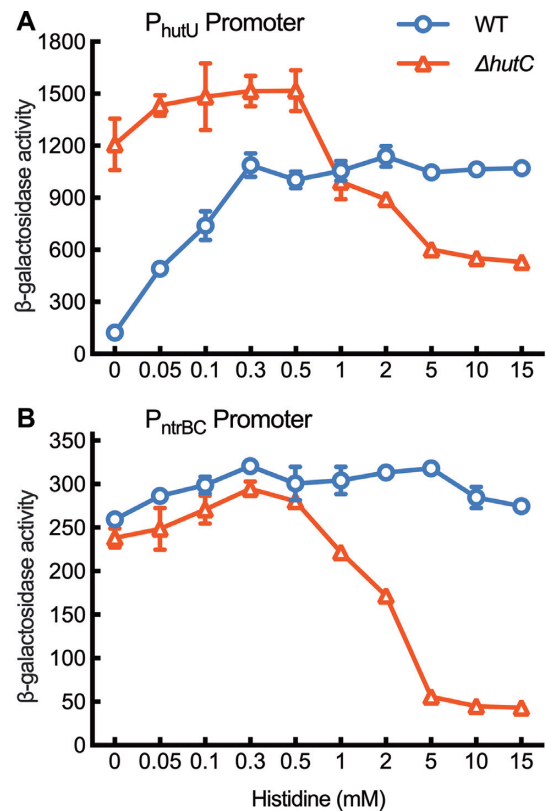 A
P_hutU Promoter
WT
ΔhutC
β-galactosidase activity
1800
1500
1200
900
600
300
0
0 0.05 0.1 0.3 0.5 1 2 5 10 15
B
P_ntrBC Promoter
β-galactosidase activity
350
300
250
200
150
100
50
0
0 0.05 0.1 0.3 0.5 1 2 5 10 15
Histidine (mM)